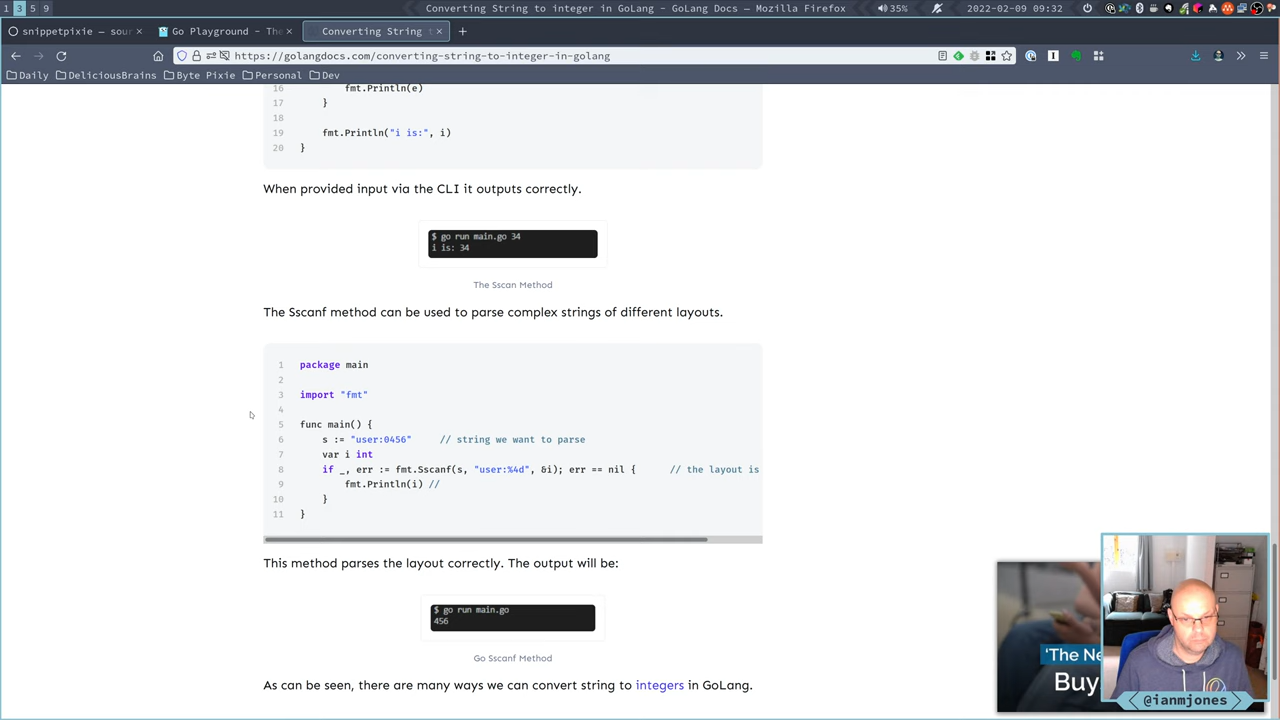 1 3 5 9
Converting String to integer in GoLang - GoLang Docs — Mozilla Firefox
35%
2022-02-09 09:32
snippetpixie — sour
Go Playground - The
Converting String t
https://golangdocs.com/converting-string-to-integer-in-golang
Daily DeliciousBrains Byte Pixie Personal Dev
16 fmt.Println(e)
17 }
18
19 fmt.Println("i is:", i)
20 }
When provided input via the CLI it outputs correctly.
$ go run main.go 34
i is: 34
The Sscan Method
The Sscanf method can be used to parse complex strings of different layouts.
1 package main
2
3 import "fmt"
4
5 func main() {
6 s := "user:0456" // string we want to parse
7 var i int
8 if _, err := fmt.Sscanf(s, "user:%4d", &i); err == nil { // the layout is
9 fmt.Println(i) //
10 }
11 }
This method parses the layout correctly. The output will be:
$ go run main.go
456
Go Sscanf Method
As can be seen, there are many ways we can convert string to integers in GoLang.
'The Ne
Buy
@ianmjones